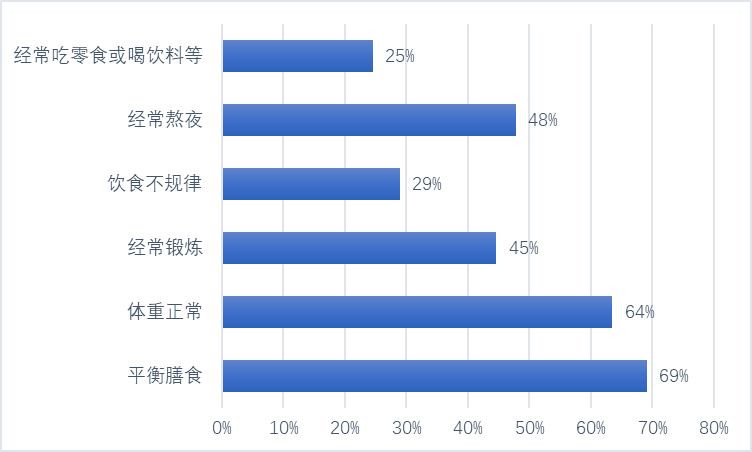 经常吃零食或喝饮料等 25%
经常熬夜 48%
饮食不规律 29%
经常锻炼 45%
体重正常 64%
平衡膳食 69%
0% 10% 20% 30% 40% 50% 60% 70% 80%